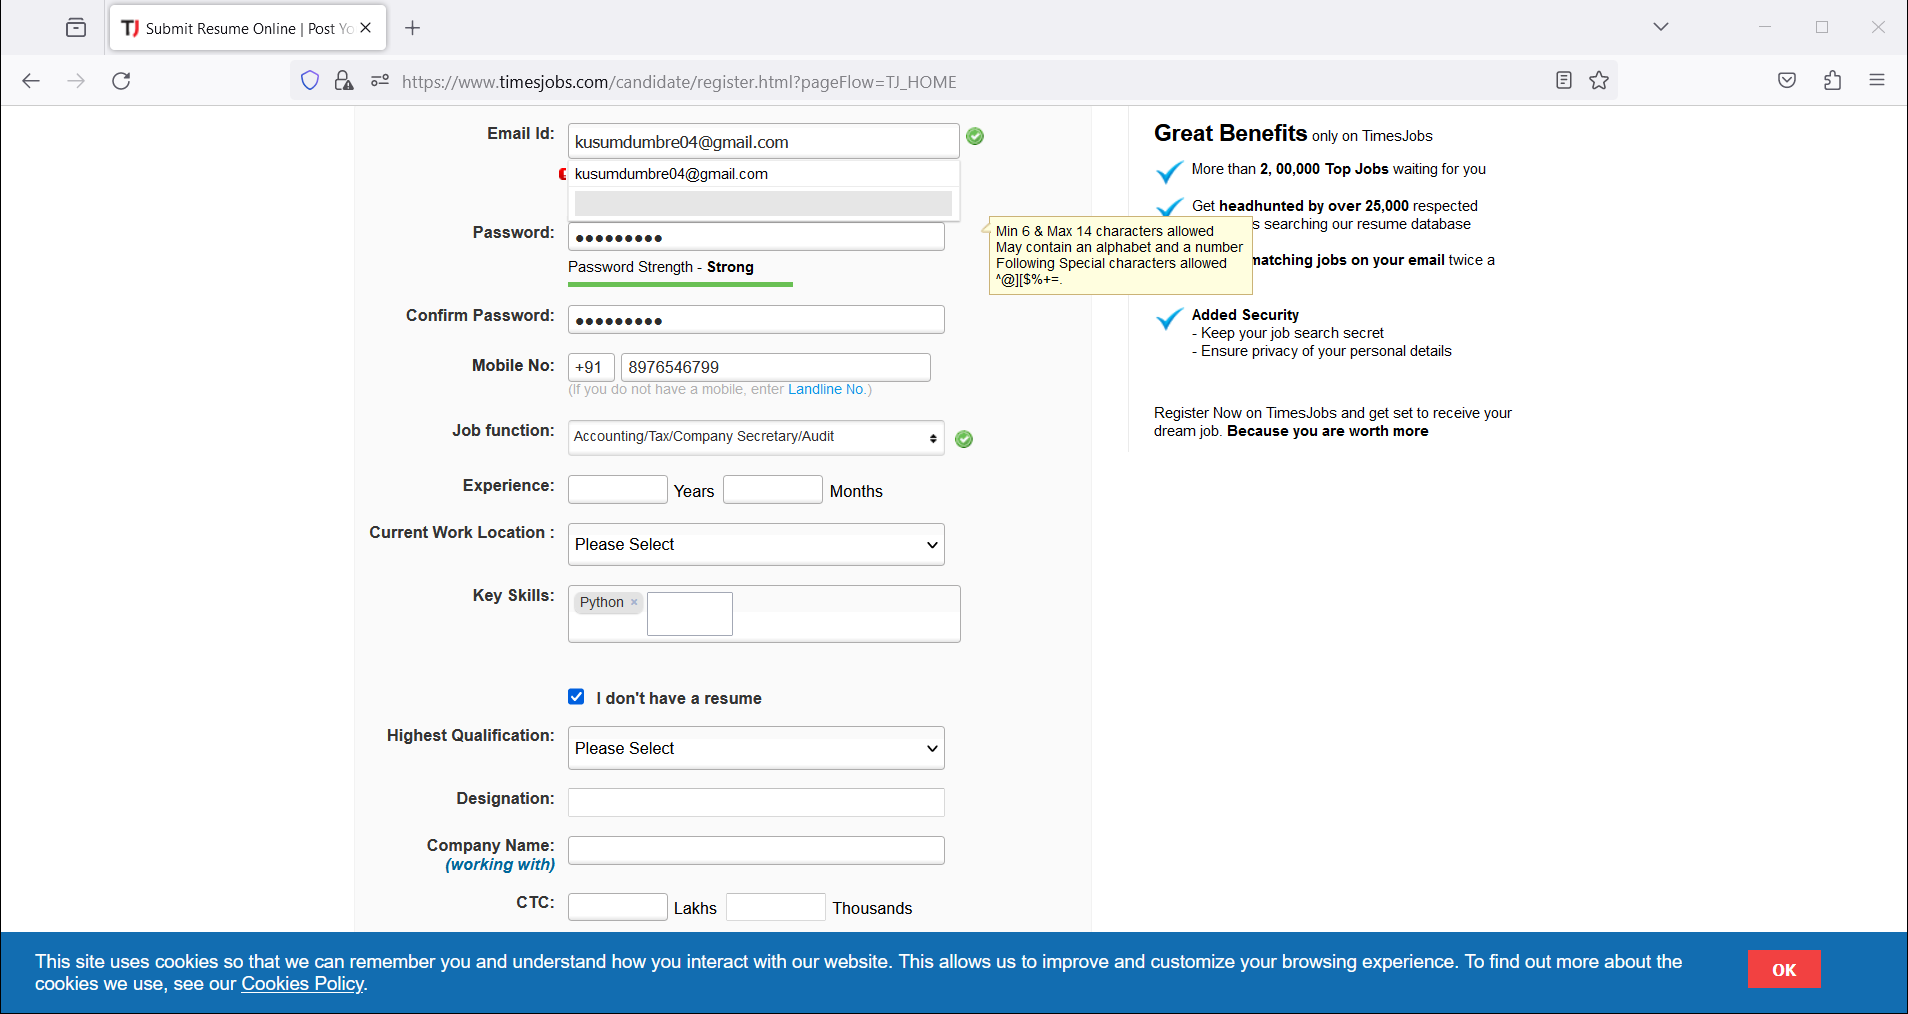 Submit Resume Online | Post Yo
https://www.timesjobs.com/candidate/register.html?pageFlow=TJ_HOME
Email Id:
kusumdumbre04@gmail.com
kusumdumbre04@gmail.com
Password:
Password Strength - Strong
Min 6 & Max 14 characters allowed
May contain an alphabet and a number
Following Special characters allowed
^@][$%+=.
Confirm Password:
Mobile No:
+91
8976546799
(If you do not have a mobile, enter Landline No.)
Job function:
Accounting/Tax/Company Secretary/Audit
Experience:
Years
Months
Current Work Location :
Please Select
Key Skills:
Python ×
I don't have a resume
Highest Qualification:
Please Select
Designation:
Company Name:
(working with)
CTC:
Lakhs
Thousands
Great Benefits only on TimesJobs
More than 2, 00,000 Top Jobs waiting for you
Get headhunted by over 25,000 respected
searching our resume database
matching jobs on your email twice a
Added Security
- Keep your job search secret
- Ensure privacy of your personal details
Register Now on TimesJobs and get set to receive your
dream job. Because you are worth more
This site uses cookies so that we can remember you and understand how you interact with our website. This allows us to improve and customize your browsing experience. To find out more about the
cookies we use, see our Cookies Policy.
OK